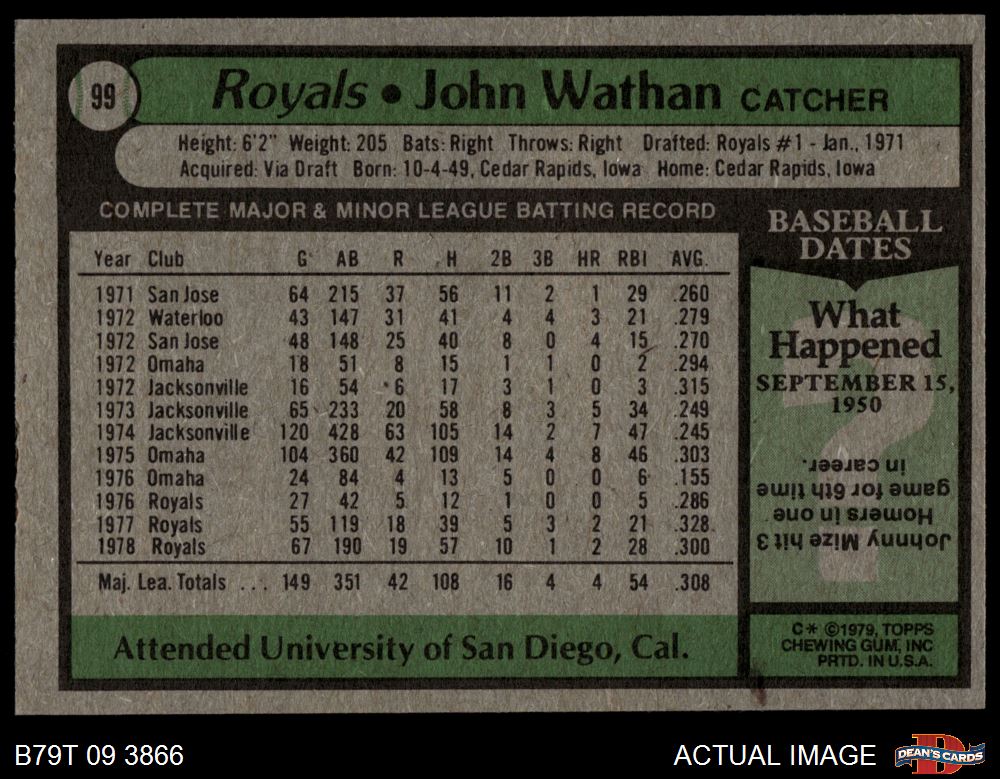 99
Royals • John Wathan CATCHER
Height: 6'2" Weight: 205 Bats: Right Throws: Right Drafted: Royals #1 - Jan., 1971
Acquired: Via Draft Born: 10-4-49, Cedar Rapids, Iowa Home: Cedar Rapids, Iowa
COMPLETE MAJOR & MINOR LEAGUE BATTING RECORD
Year Club G AB R H 2B 3B HR RBI AVG.
1971 San Jose 64 215 37 56 11 2 1 29 .260
1972 Waterloo 43 147 31 41 4 4 3 21 .279
1972 San Jose 48 148 25 40 8 0 4 15 .270
1972 Omaha 18 51 8 15 1 1 0 2 .294
1972 Jacksonville 16 54 6 17 3 1 0 3 .315
1973 Jacksonville 65 233 20 58 8 3 5 34 .249
1974 Jacksonville 120 428 63 105 14 2 7 47 .245
1975 Omaha 104 360 42 109 14 4 8 46 .303
1976 Omaha 24 84 4 13 5 0 0 6 .155
1976 Royals 27 42 5 12 1 0 0 5 .286
1977 Royals 55 119 18 39 5 3 2 21 .328
1978 Royals 67 190 19 57 10 1 2 28 .300
Maj. Lea. Totals ... 149 351 42 108 16 4 4 54 .308
Attended University of San Diego, Cal.
BASEBALL
DATES
What
Happened
SEPTEMBER 15,
1950
?
Johnny Mize hit 3
Homers in one
game for 6th time
in career.
C* ©1979, TOPPS
CHEWING GUM, INC
PRTD. IN U.S.A.
B79T 09 3866
ACTUAL IMAGE
D
DEAN'S CARDS